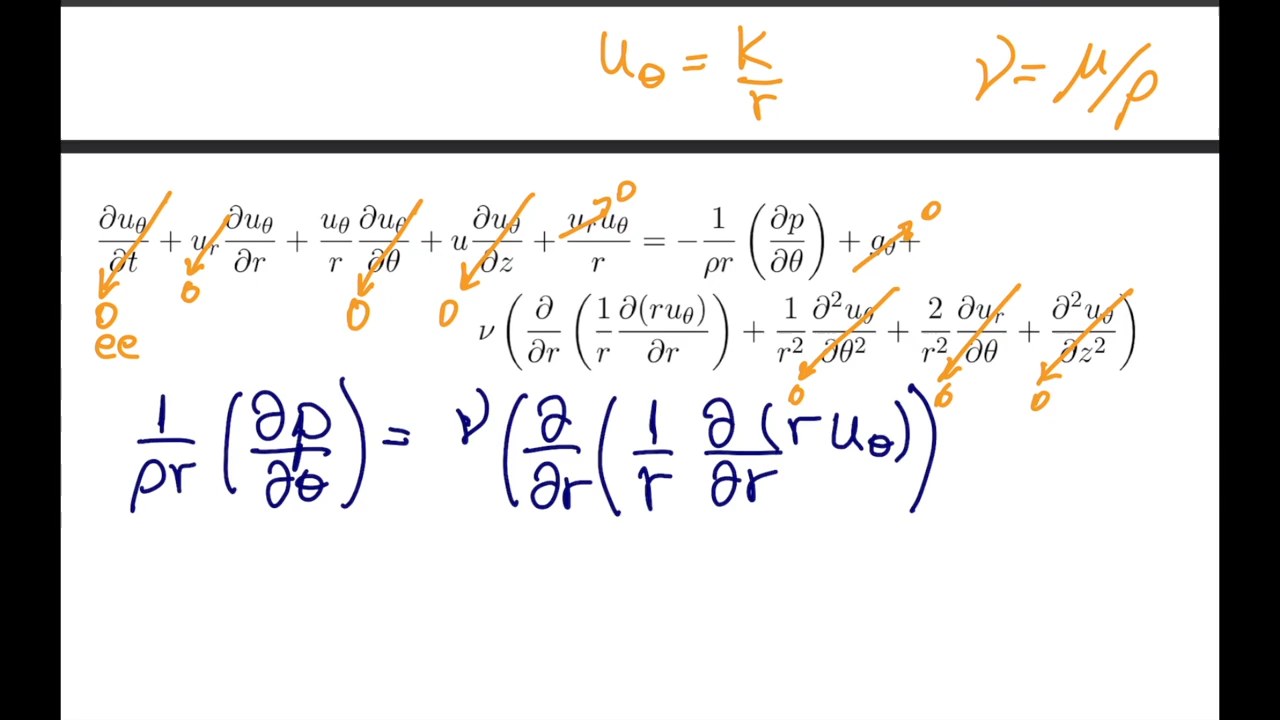 u_θ = K/r    ν = μ/ρ
∂u_θ/∂t + u_r ∂u_θ/∂r + u_θ/r ∂u_θ/∂θ + u ∂u_θ/∂z + u_r u_θ/r = −1/(ρr) (∂p/∂θ) + g_θ +
0 0 0 0 0 0
ee
ν ( ∂/∂r ( 1/r ∂(ru_θ)/∂r ) + 1/r² ∂²u_θ/∂θ² + 2/r² ∂u_r/∂θ + ∂²u_θ/∂z² )
0 0 0
1/(ρr) (∂p/∂θ) = ν ( ∂/∂r ( 1/r ∂/∂r (r u_θ) ) )